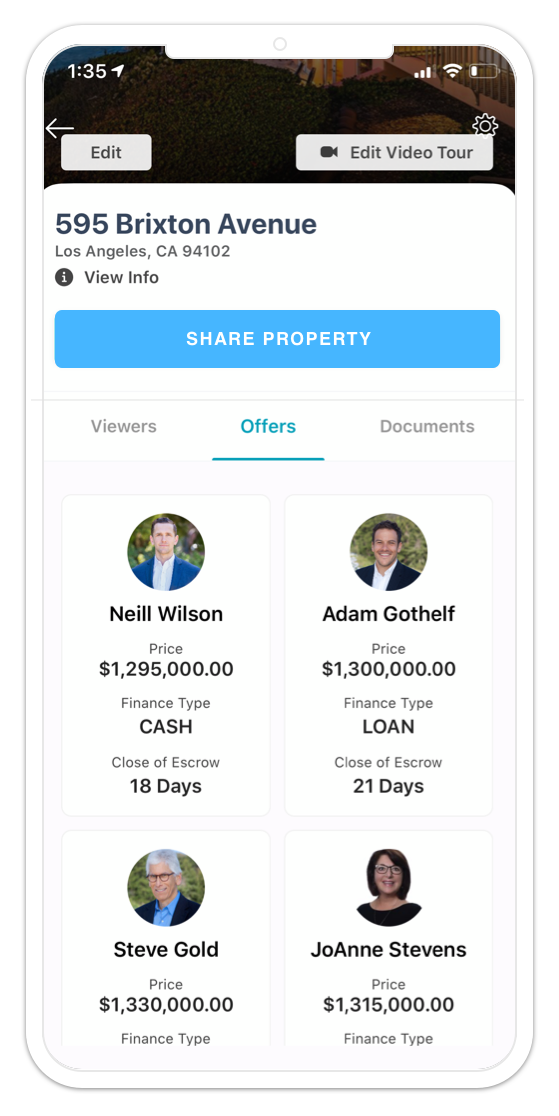 1:35
Edit
Edit Video Tour
595 Brixton Avenue
Los Angeles, CA 94102
View Info
SHARE PROPERTY
Viewers Offers Documents
Neill Wilson
Price
$1,295,000.00
Finance Type
CASH
Close of Escrow
18 Days
Adam Gothelf
Price
$1,300,000.00
Finance Type
LOAN
Close of Escrow
21 Days
Steve Gold
Price
$1,330,000.00
Finance Type
JoAnne Stevens
Price
$1,315,000.00
Finance Type